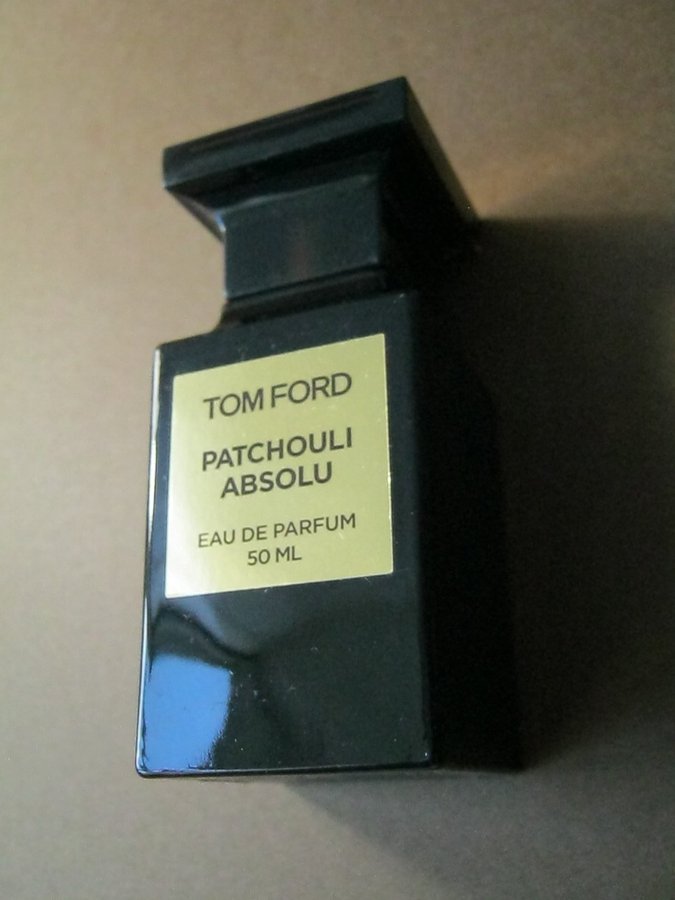 TOM FORD
PATCHOULI
ABSOLU
EAU DE PARFUM
50 ML